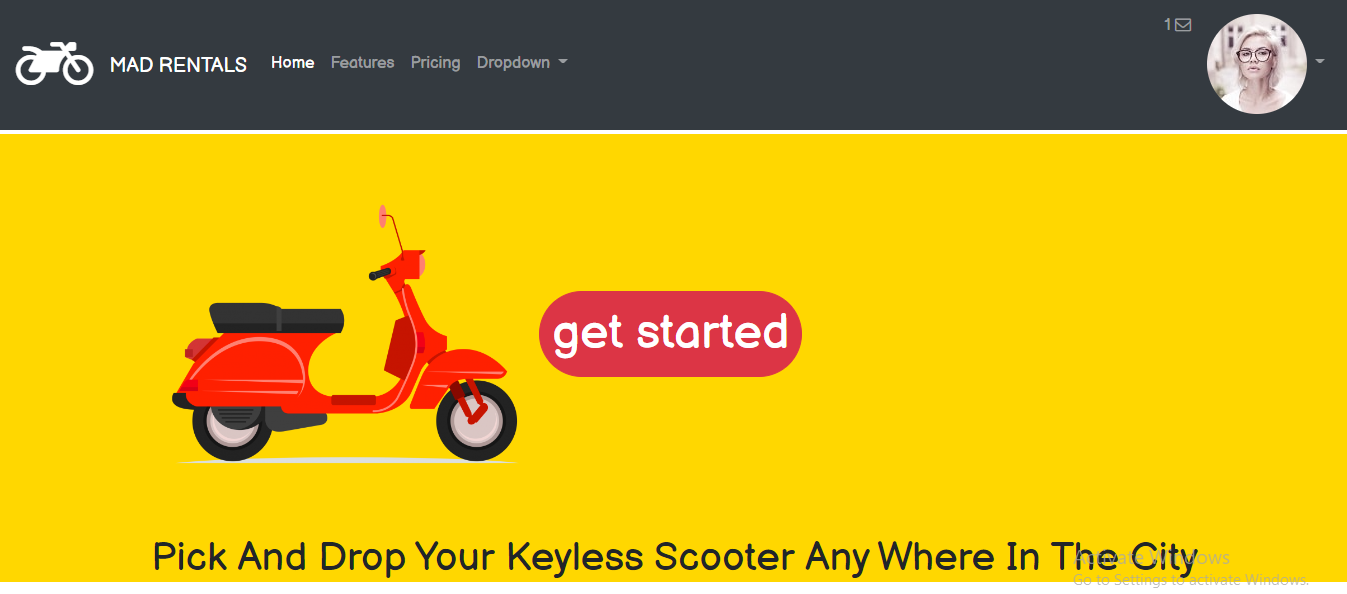 MAD RENTALS Home Features Pricing Dropdown
1
get started
Pick And Drop Your Keyless Scooter Any Where In The City
Activate Windows
Go to Settings to activate Windows.